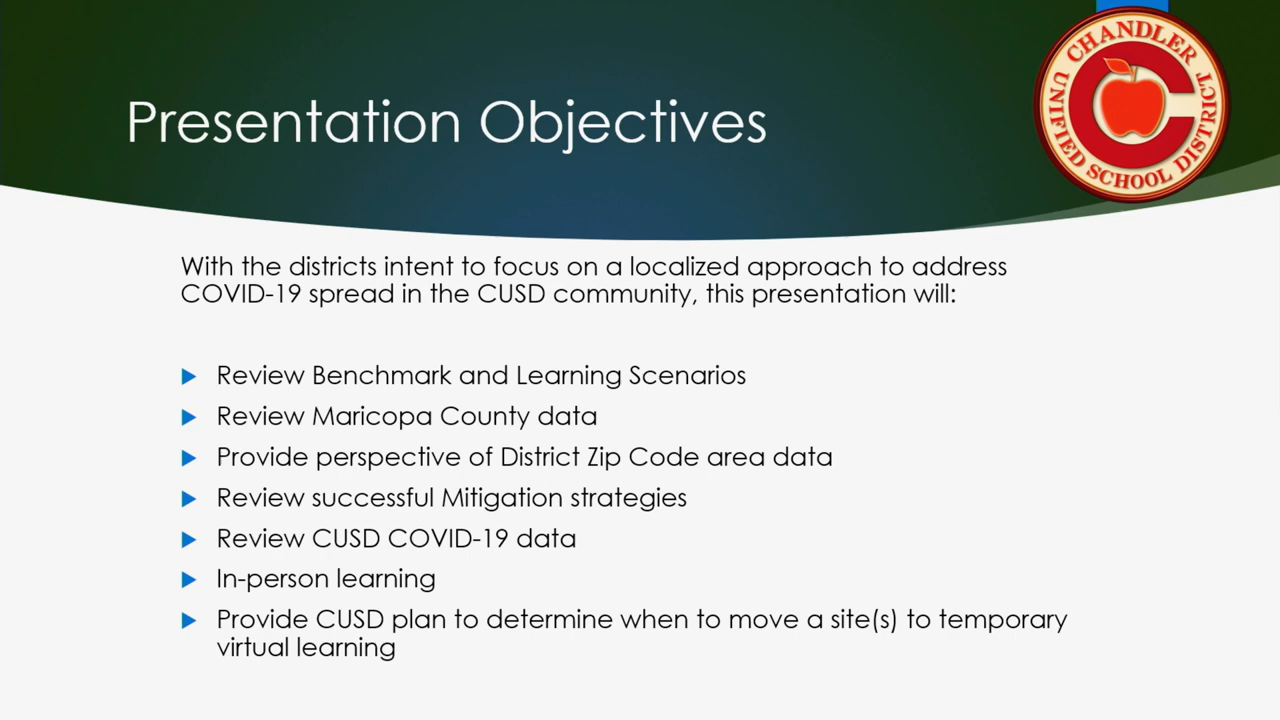 Presentation Objectives
CHANDLER
UNIFIED SCHOOL DISTRICT
With the districts intent to focus on a localized approach to address
COVID-19 spread in the CUSD community, this presentation will:
Review Benchmark and Learning Scenarios
Review Maricopa County data
Provide perspective of District Zip Code area data
Review successful Mitigation strategies
Review CUSD COVID-19 data
In-person learning
Provide CUSD plan to determine when to move a site(s) to temporary
virtual learning